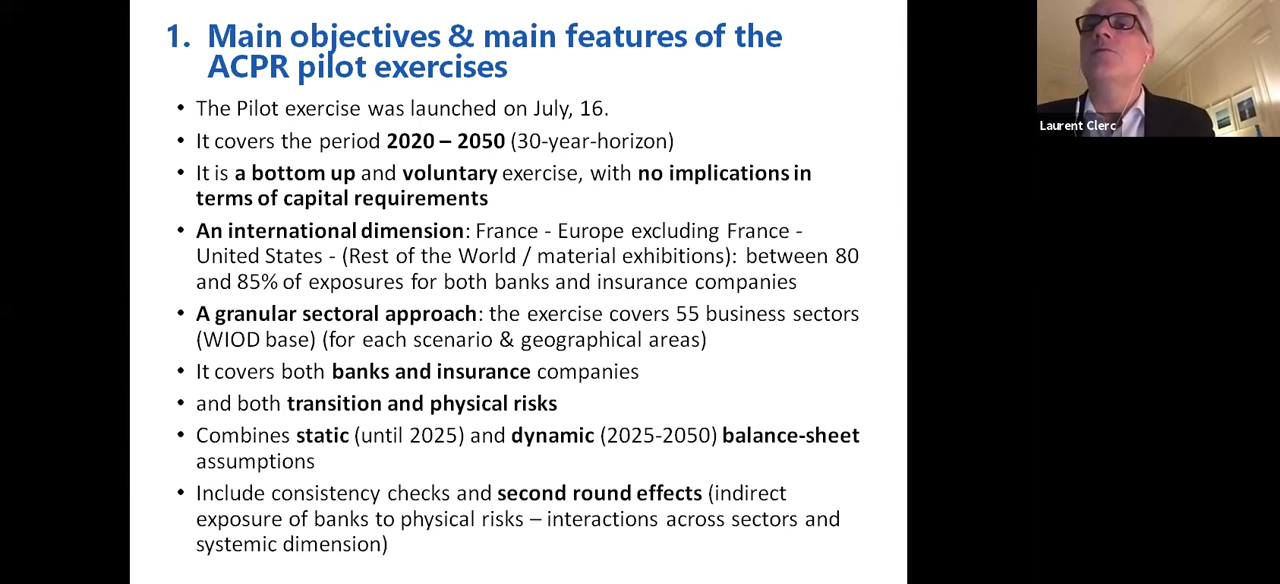 1. Main objectives & main features of the
ACPR pilot exercises
• The Pilot exercise was launched on July, 16.
• It covers the period 2020 – 2050 (30-year-horizon)
• It is a bottom up and voluntary exercise, with no implications in
terms of capital requirements
• An international dimension: France - Europe excluding France -
United States - (Rest of the World / material exhibitions): between 80
and 85% of exposures for both banks and insurance companies
• A granular sectoral approach: the exercise covers 55 business sectors
(WIOD base) (for each scenario & geographical areas)
• It covers both banks and insurance companies
• and both transition and physical risks
• Combines static (until 2025) and dynamic (2025-2050) balance-sheet
assumptions
• Include consistency checks and second round effects (indirect
exposure of banks to physical risks – interactions across sectors and
systemic dimension)
Laurent Clerc